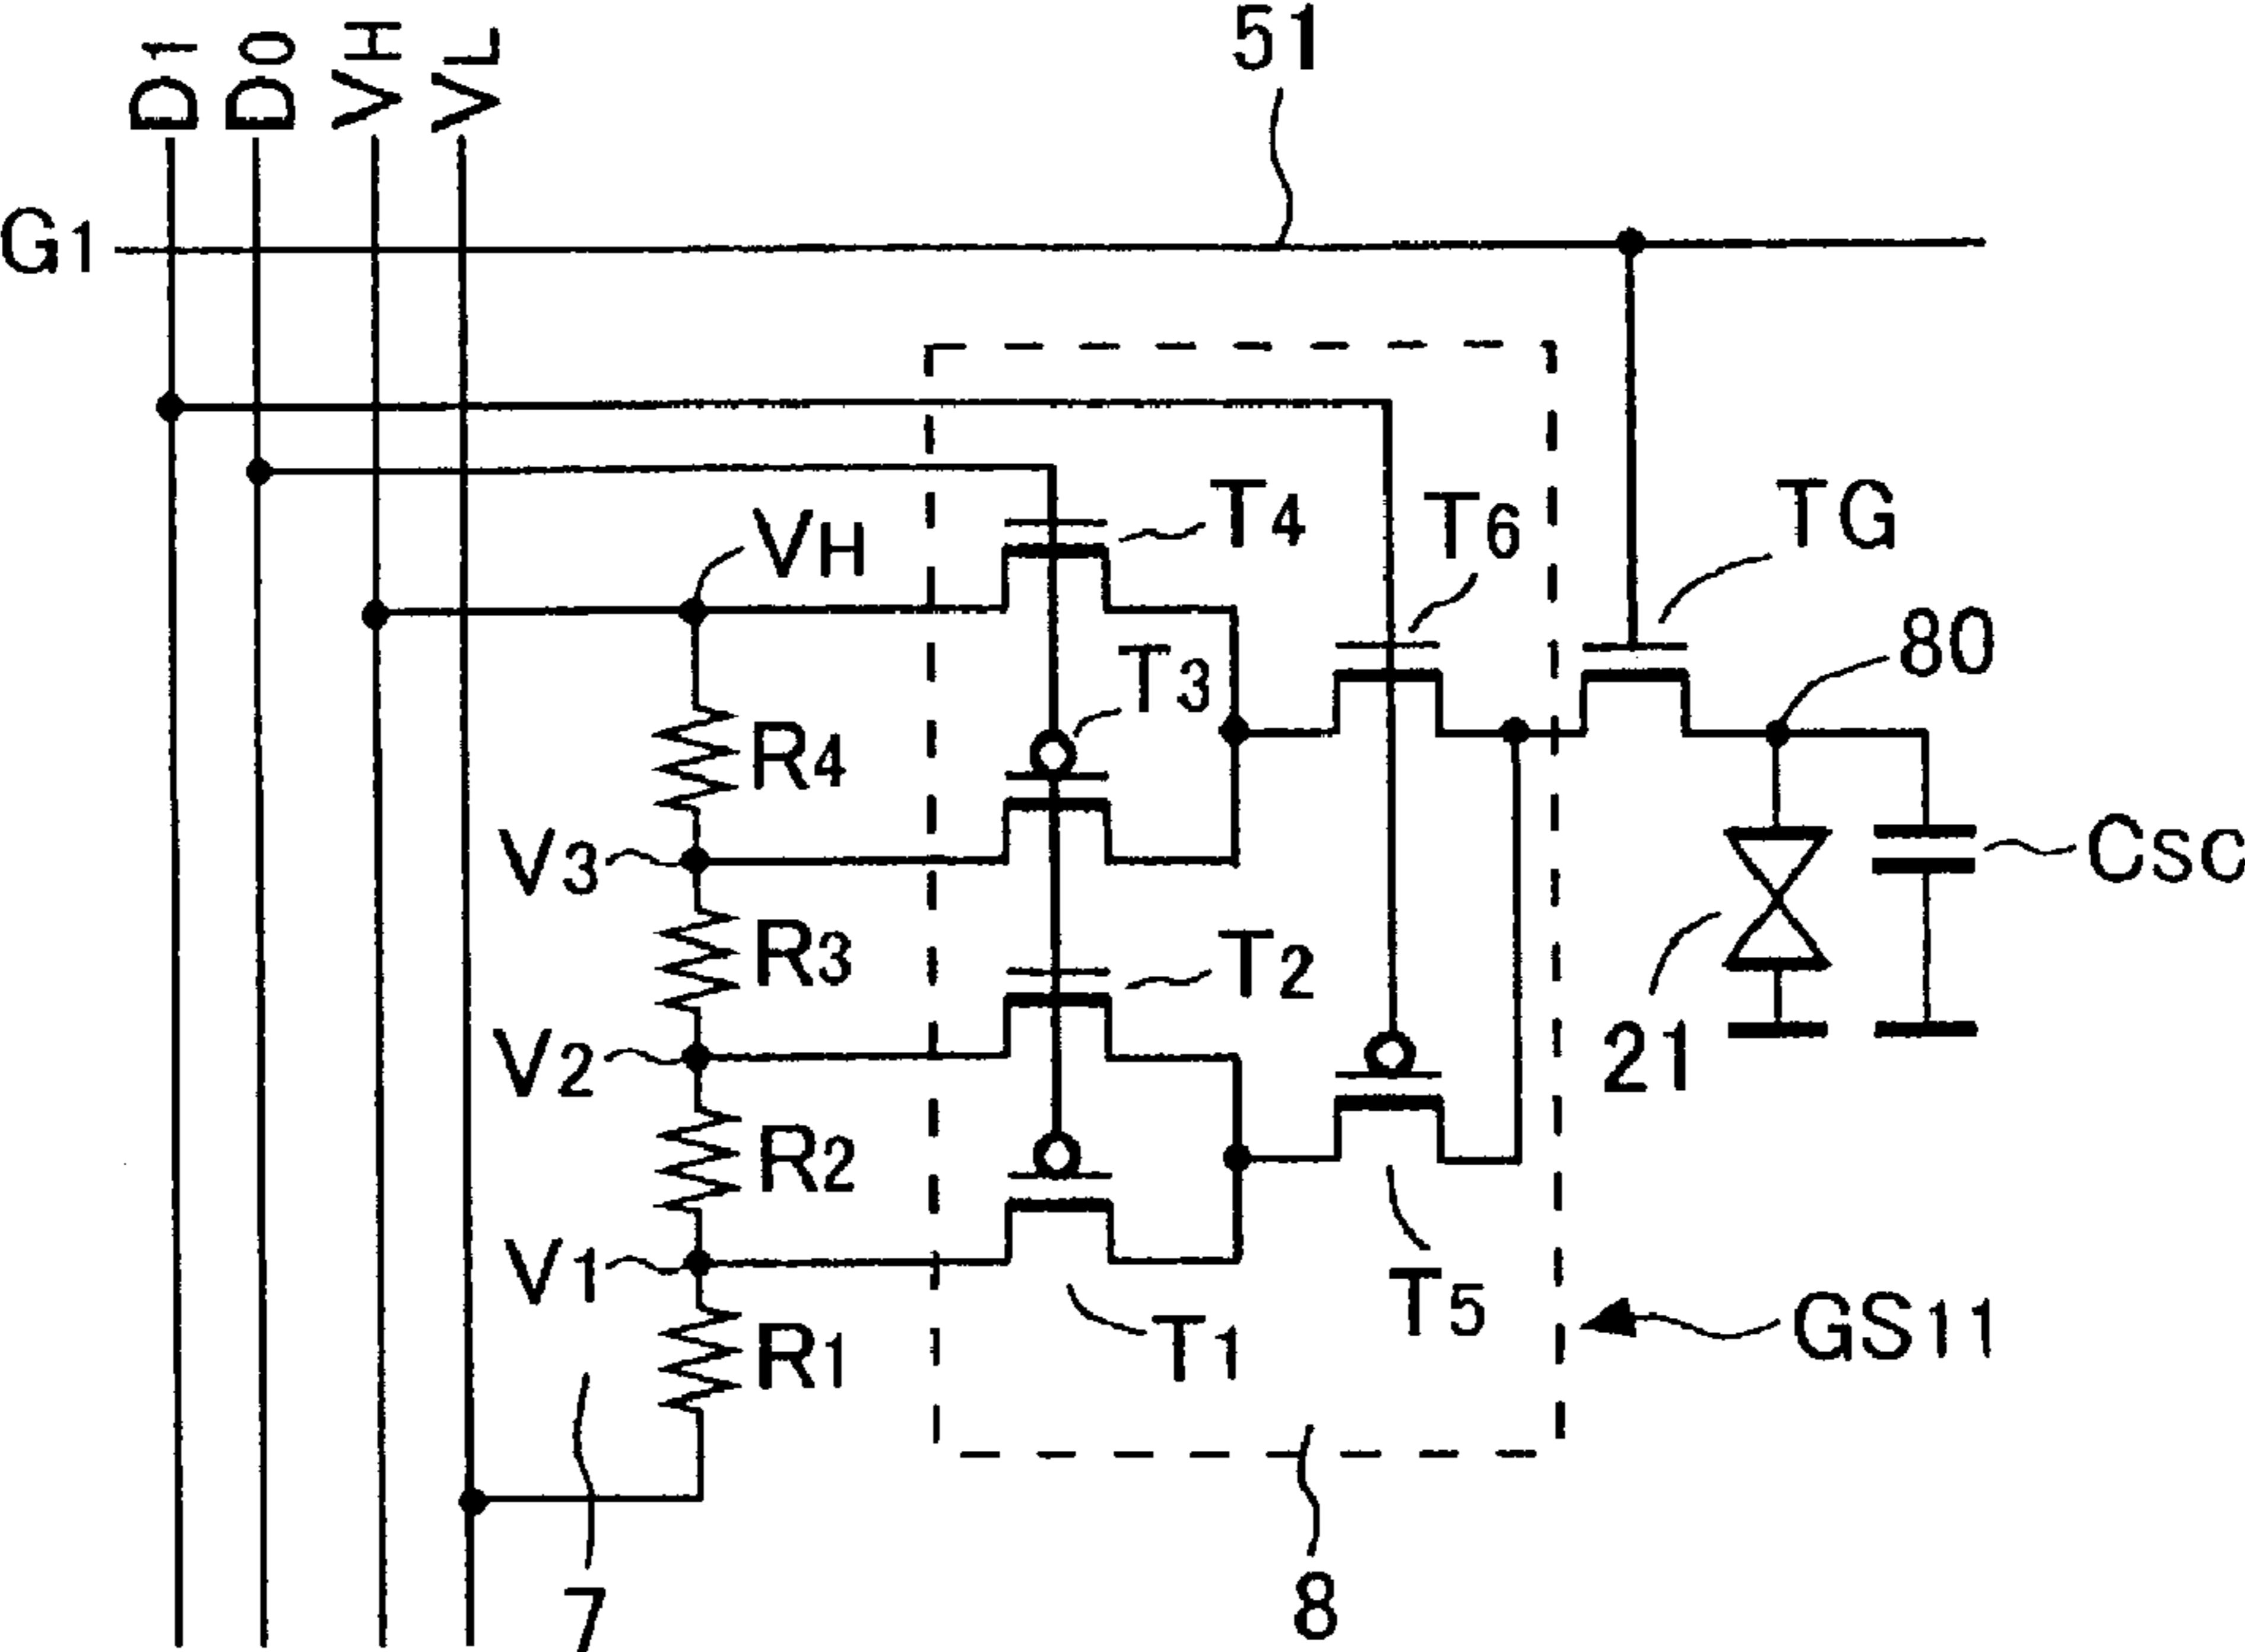 D1
D0
VH
VL
51
G1
T4
T6
TG
VH
80
T3
R4
V3
CSC
R3
T2
V2
21
R2
V1
T5
GS11
R1
T1
7
8